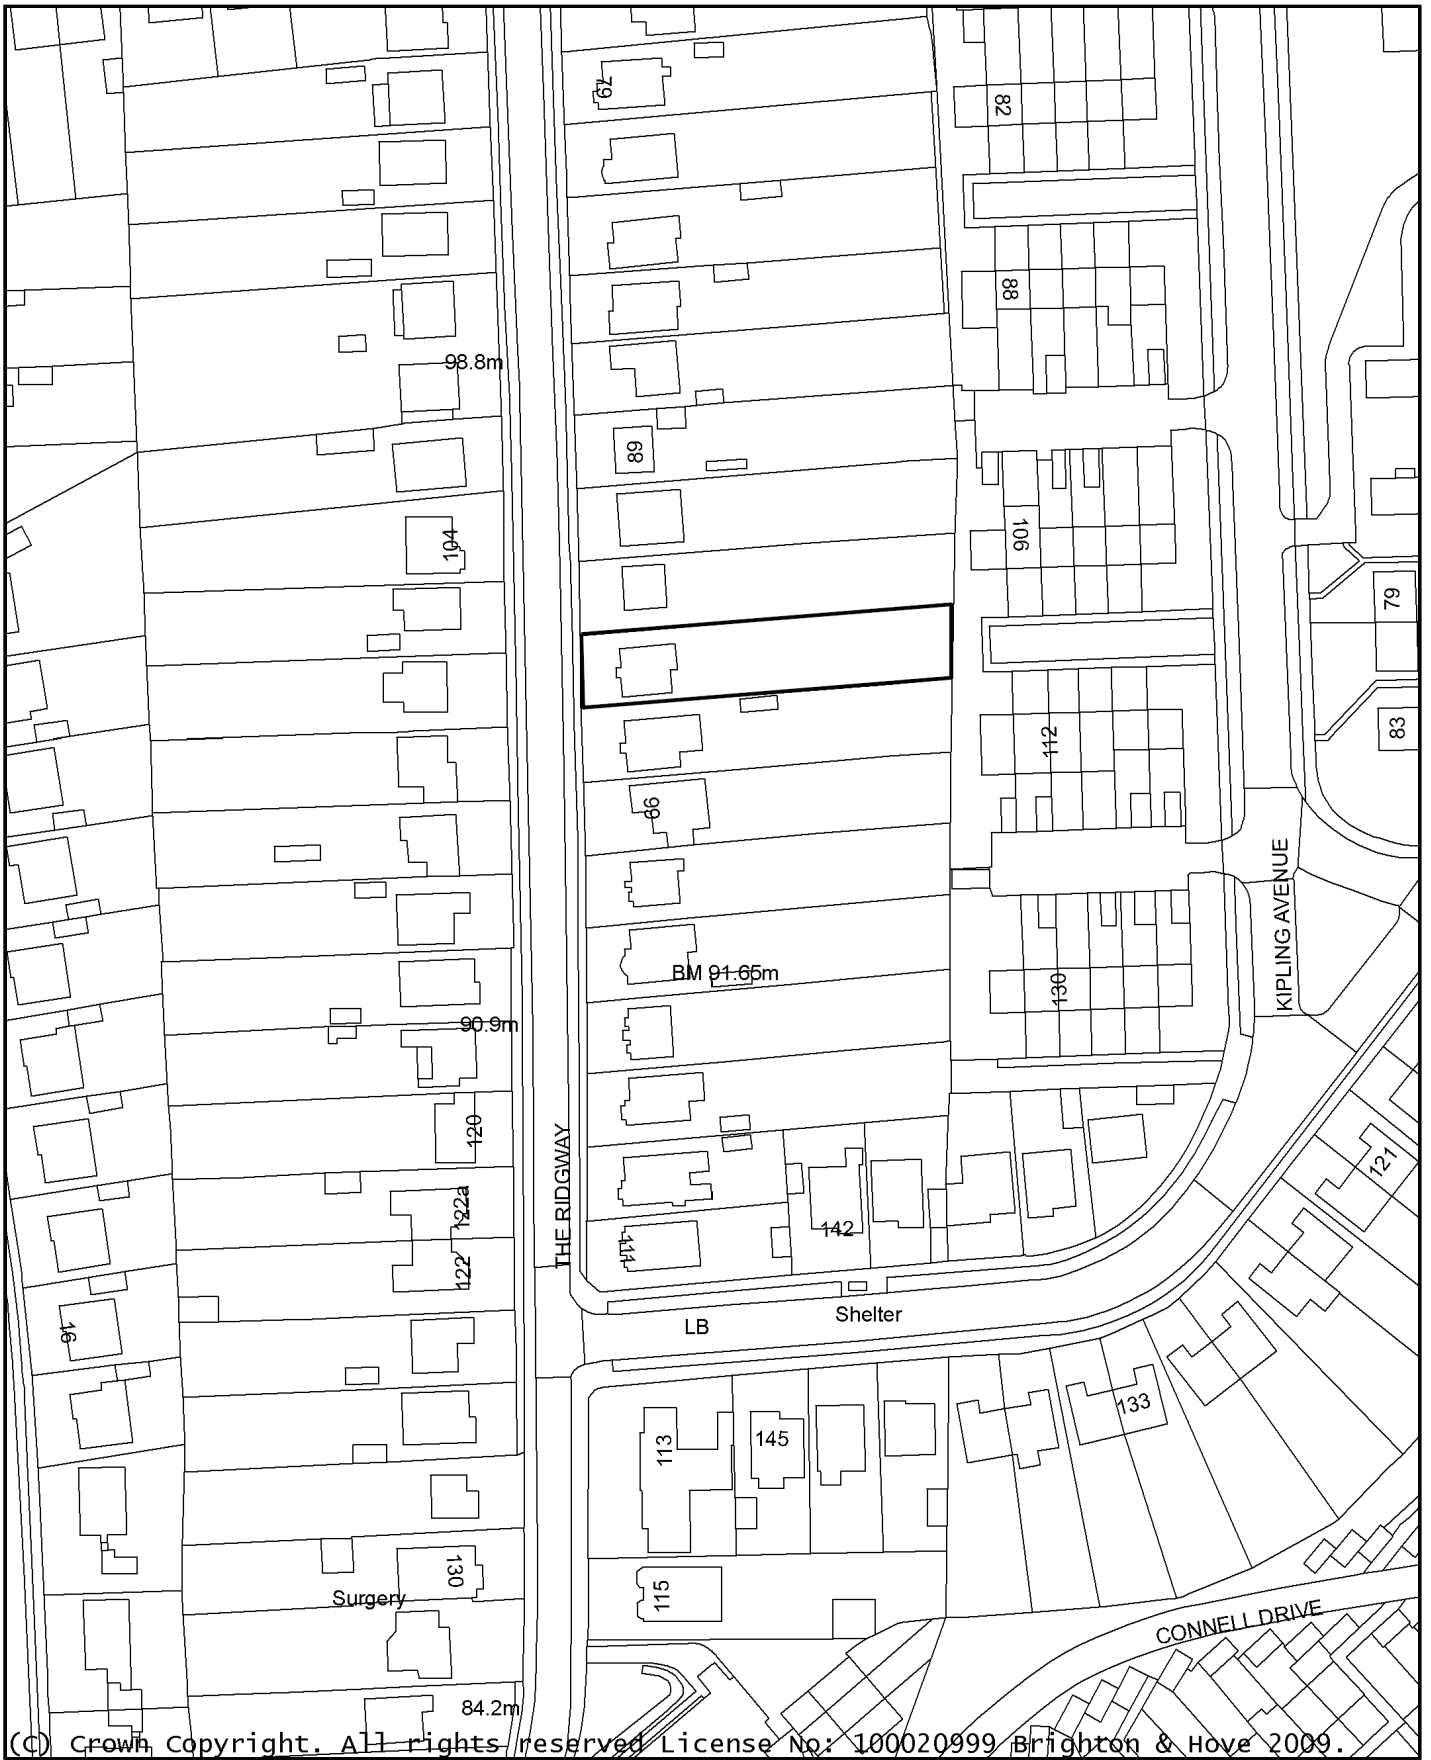 79
82
88
98.8m
89
104
106
79
83
112
99
KIPLING AVENUE
BM 91.65m
130
90.9m
120
THE RIDGWAY
121
122a
142
111
122
Shelter
LB
16
133
145
113
130
115
Surgery
CONNELL DRIVE
84.2m
(c) Crown Copyright. All rights reserved License No: 100020999 Brighton & Hove 2009.